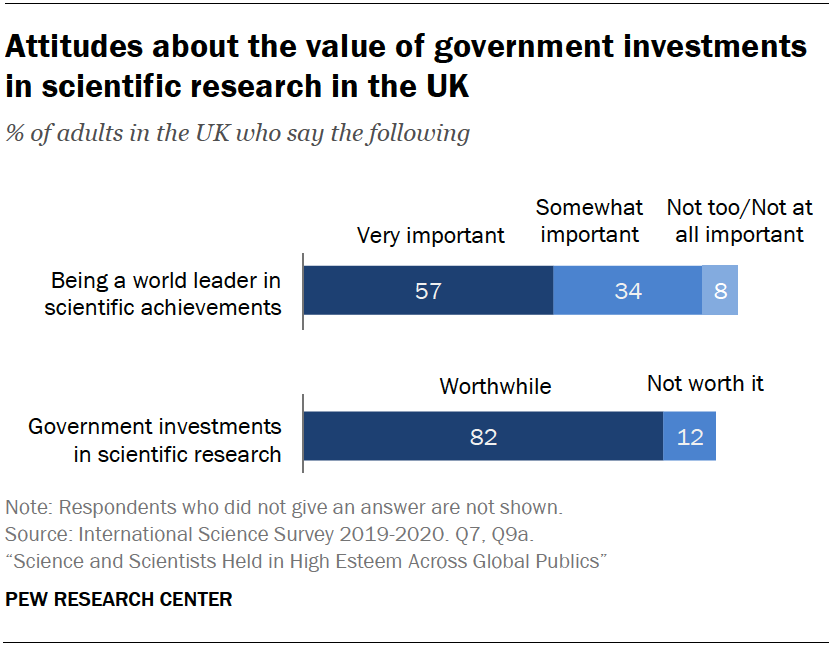 Attitudes about the value of government investments
in scientific research in the UK
% of adults in the UK who say the following
Very important
Somewhat
important
Not too/Not at
all important
Being a world leader in
scientific achievements
57 34 8
Worthwhile
Not worth it
Government investments
in scientific research
82 12
Note: Respondents who did not give an answer are not shown.
Source: International Science Survey 2019-2020. Q7, Q9a.
“Science and Scientists Held in High Esteem Across Global Publics”
PEW RESEARCH CENTER